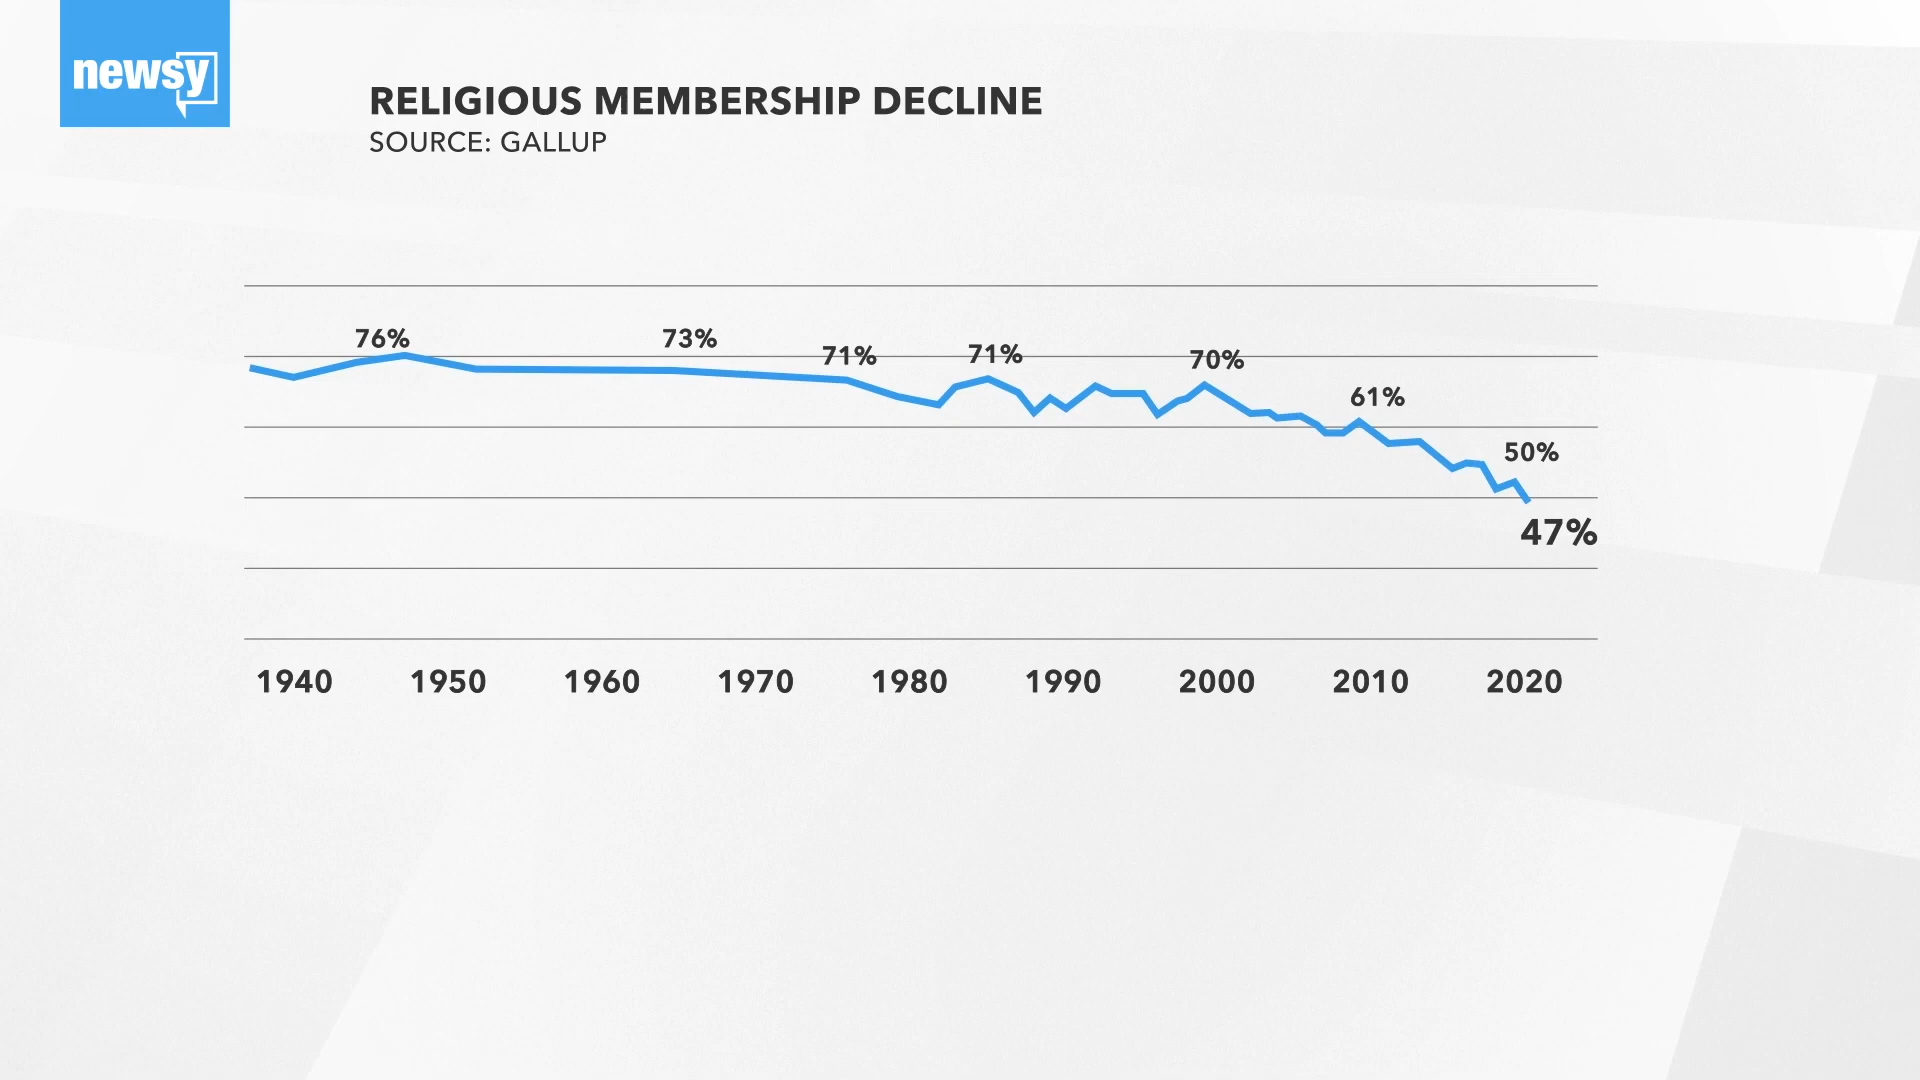 newsy
RELIGIOUS MEMBERSHIP DECLINE
SOURCE: GALLUP
76%
73%
71%
71%
70%
61%
50%
47%
1940 1950 1960 1970 1980 1990 2000 2010 2020